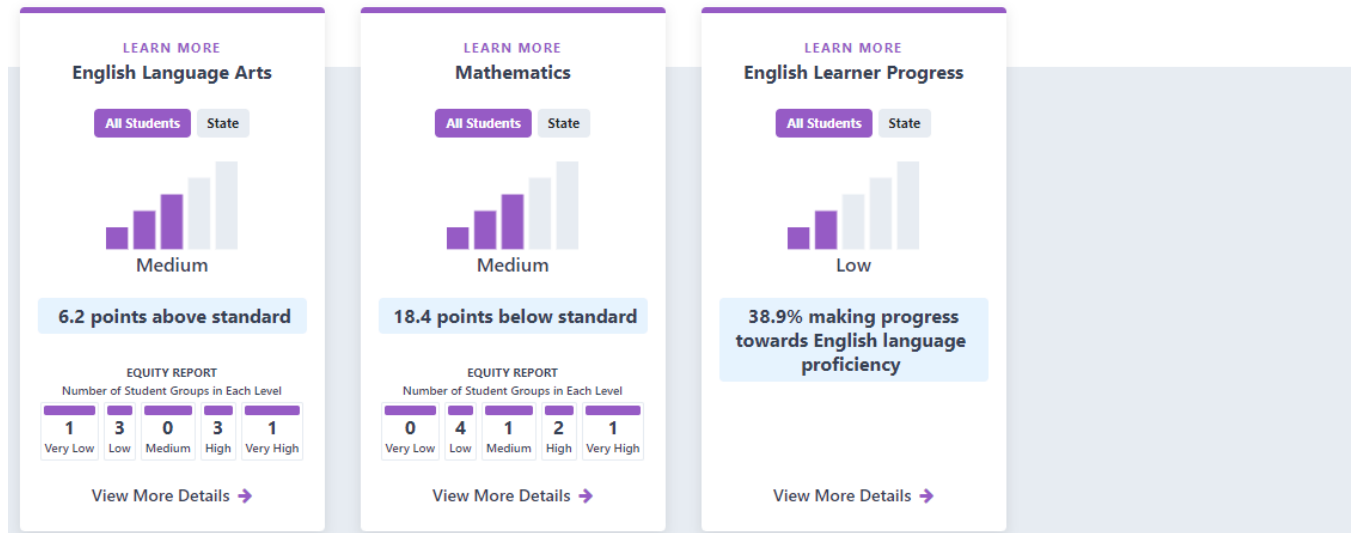 LEARN MORE
English Language Arts
All Students State
Medium
6.2 points above standard
EQUITY REPORT
Number of Student Groups in Each Level
1 3 0 3 1
Very Low Low Medium High Very High
View More Details
LEARN MORE
Mathematics
All Students State
Medium
18.4 points below standard
EQUITY REPORT
Number of Student Groups in Each Level
0 4 1 2 1
Very Low Low Medium High Very High
View More Details
LEARN MORE
English Learner Progress
All Students State
Low
38.9% making progress
towards English language
proficiency
View More Details